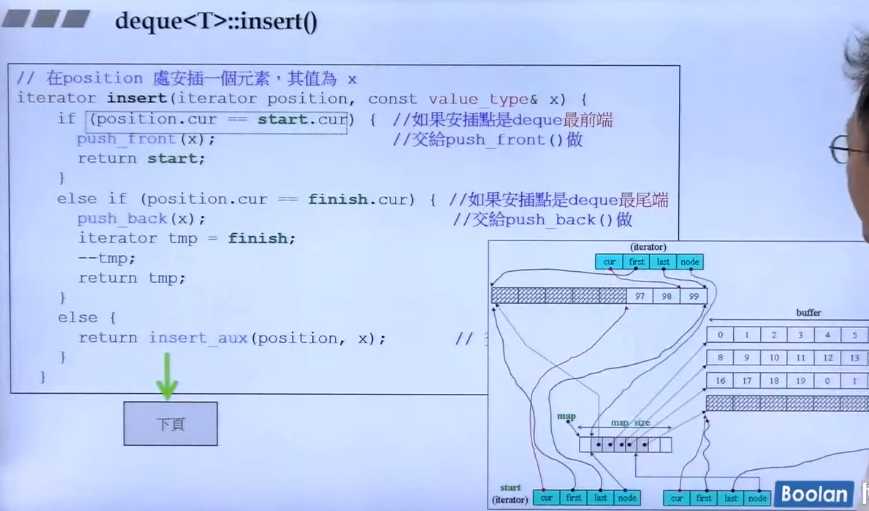 deque<T>::insert()
// 在position 處安插一個元素，其值為 x
iterator insert(iterator position, const value_type& x) {
if (position.cur == start.cur) { //如果安插點是deque最前端
push_front(x); //交給push_front()做
return start;
}
else if (position.cur == finish.cur) { //如果安插點是deque最尾端
push_back(x); //交給push_back()做
iterator tmp = finish;
--tmp;
return tmp;
}
else {
return insert_aux(position, x); //
}
}
下頁
(iterator)
cur first last node
97 98 99
buffer
0 1 2 3 4 5
8 9 10 11 12 13
16 17 18 19 0 1
map
map size
start
(iterator)
cur first last node
cur first last node
Boolan